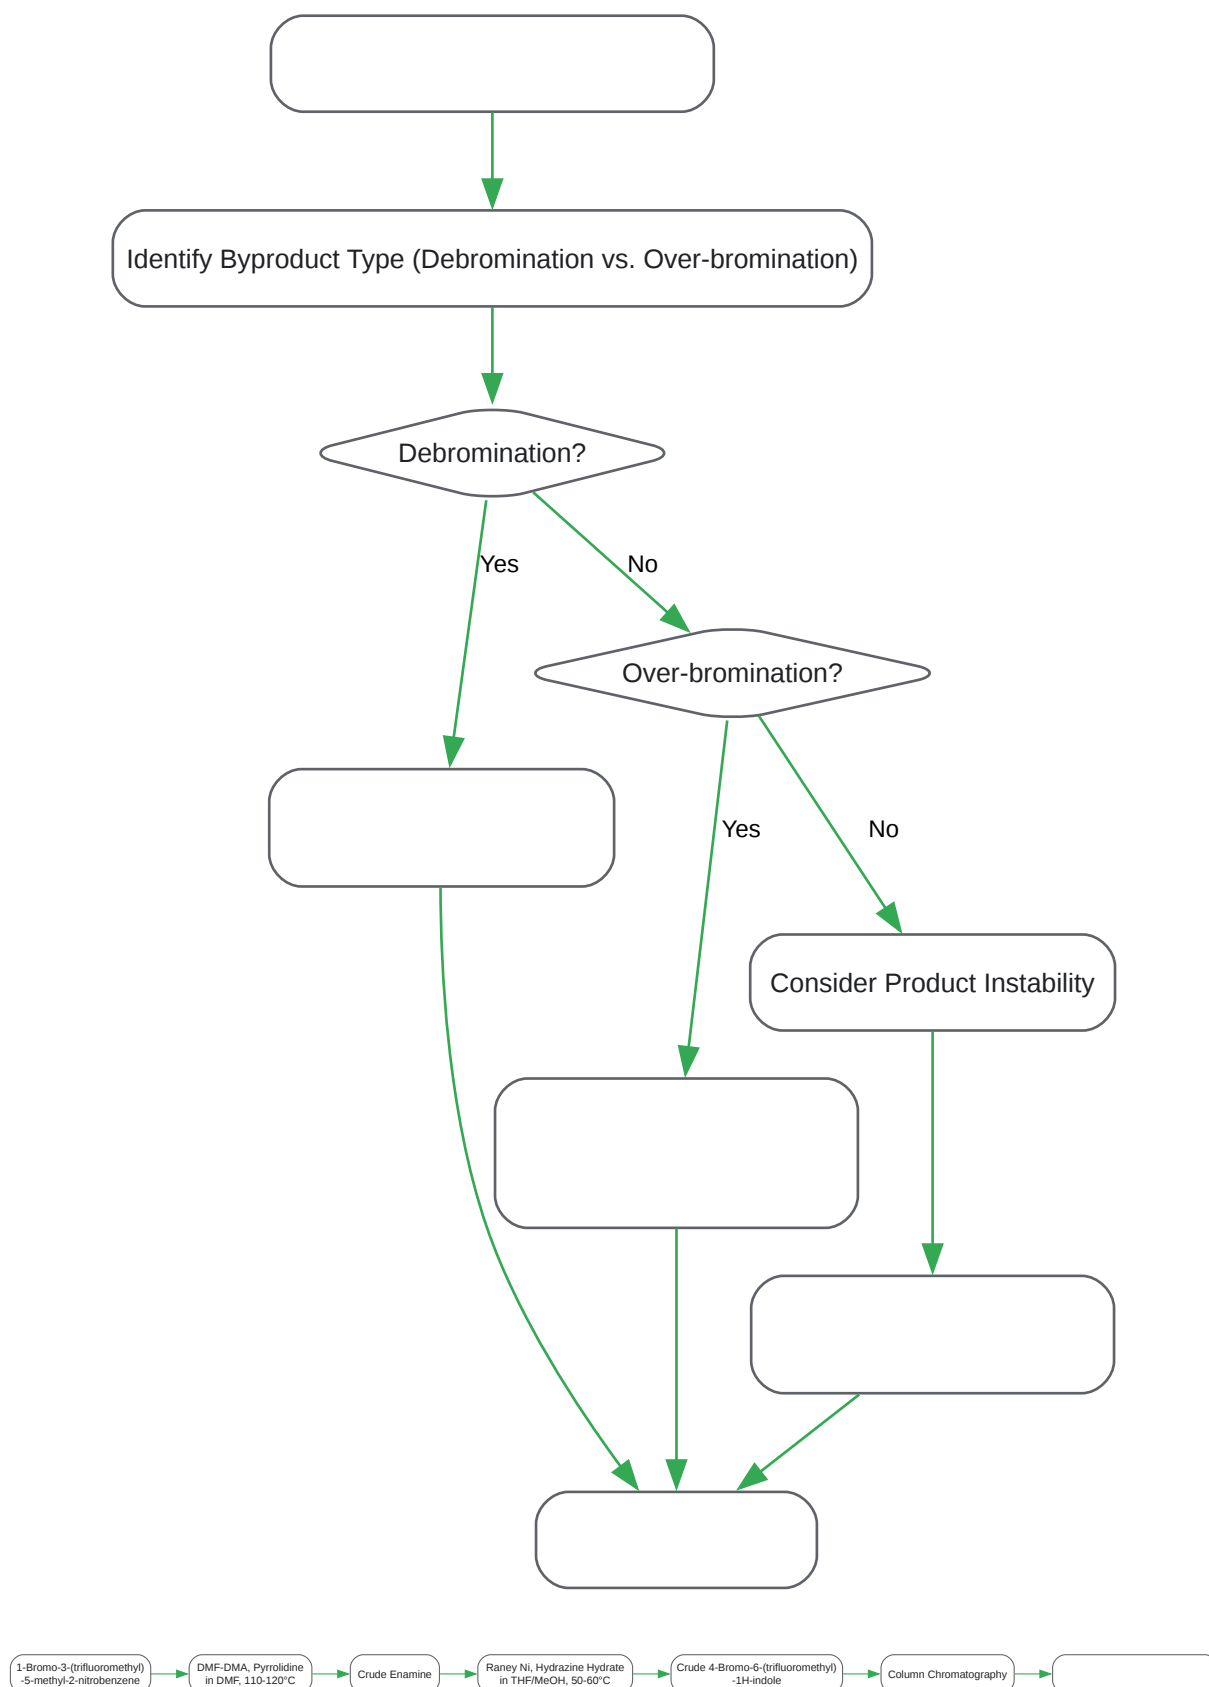 Identify Byproduct Type (Debromination vs. Over-bromination)
Debromination?
Yes
No
Over-bromination?
Yes
No
Consider Product Instability
1-Bromo-3-(trifluoromethyl)
-5-methyl-2-nitrobenzene
DMF-DMA, Pyrrolidine
in DMF, 110-120°C
Crude Enamine
Raney Ni, Hydrazine Hydrate
in THF/MeOH, 50-60°C
Crude 4-Bromo-6-(trifluoromethyl)
-1H-indole
Column Chromatography